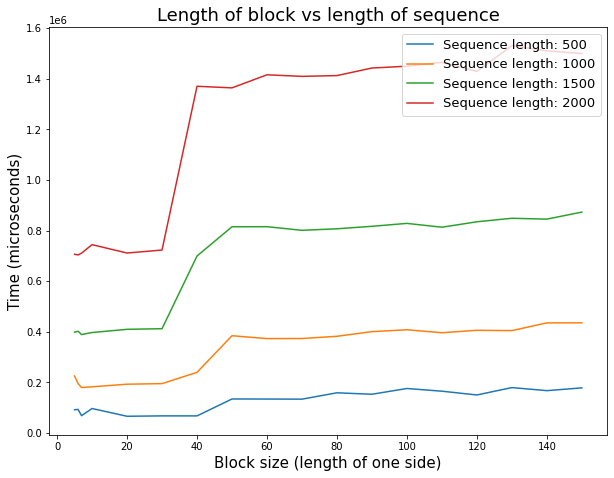 Length of block vs length of sequence
1e6
1.6
1.4
1.2
1.0
0.8
0.6
0.4
0.2
0.0
Time (microseconds)
Sequence length: 500
Sequence length: 1000
Sequence length: 1500
Sequence length: 2000
0 20 40 60 80 100 120 140
Block size (length of one side)